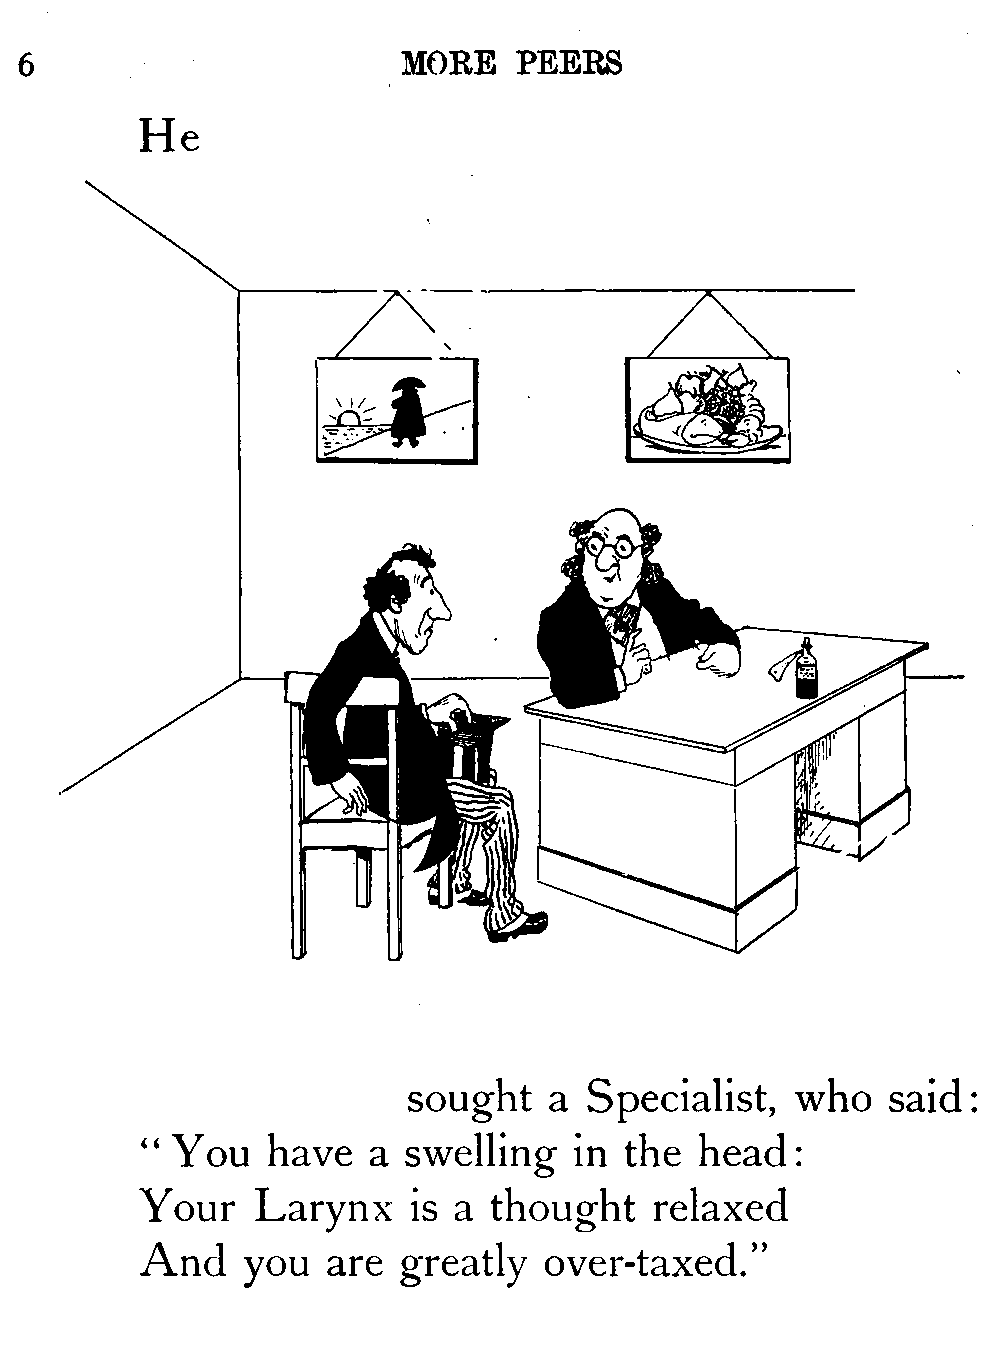 6 MORE PEERS
He
sought a Specialist, who said:
“ You have a swelling in the head:
Your Larynx is a thought relaxed
And you are greatly over-taxed.”